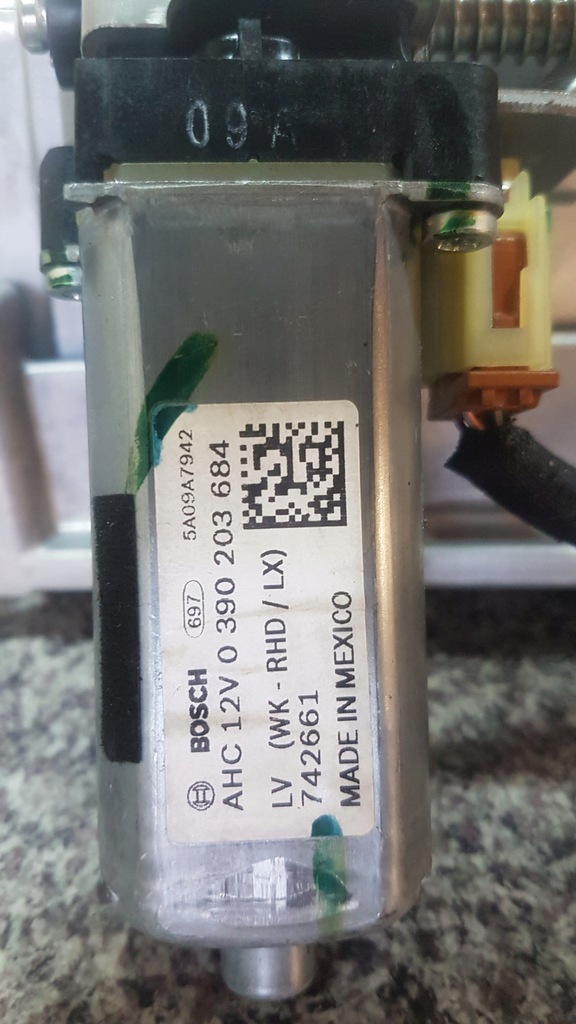 09A
697 5A09A7942
BOSCH
AHC 12V 0 390 203 684
LV (WK - RHD / LX)
742661
MADE IN MEXICO